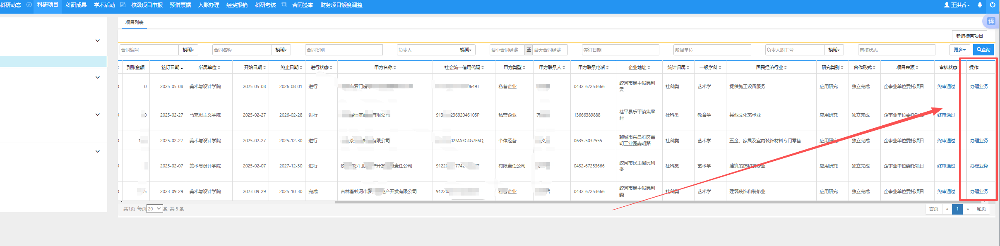 科研动态 科研项目 科研成果 学术活动 校级项目申报 预借票据 入账办理 经费报销 科研考核 合同签审 财务项目额度调整 王洪香
译
项目列表
新增横向项目
合同编号 模糊 合同名称 模糊 合同类别 负责人 模糊 最小合同经费 至 最大合同经费 签订日期 所属单位 负责人职工号 模糊 审核状态 更多 查询
到账金额 签订日期 所属单位 开始日期 终止日期 进行状态 甲方名称 社会统一信用代码 甲方类型 甲方联系人 甲方联系电话 企业地址 统计归属 一级学科 国民经济行业 研究类别 合作形式 项目来源 审核状态 操作
0 2025-05-08 美术与设计学院 2025-05-08 2026-08-01 进行 罗门房 0649T 私营企业 0432-67253666 蛟河市民主街民利委 社科类 艺术学 提供施工设备服务 应用研究 独立完成 企事业单位委托项目 终审通过 办理业务
0 2025-02-27 马克思主义学院 2025-02-27 2026-02-28 进行 县恒基 有限公司 913 23692046105P 私营企业 齐 13666389888 茌平县乐平镇焦梁村 社科类 教育学 其他文化艺术业 应用研究 独立完成 企事业单位委托项目 终审通过
1 2025-02-27 美术与设计学院 2025-02-27 2025-12-30 进行 茶 有限公司 02MA3C4G7F6Q 个体经营 义 0635-5032555 聊城市东昌府区嘉明工业园嘉明路 社科类 艺术学 五金、家具及室内装饰材料专门零售 应用研究 独立完成 企事业单位委托项目 终审通过 办理业务
2025-02-07 美术与设计学院 2025-02-07 2027-12-30 进行 蛟 罗门房 开发 责任公司 9122 774 有限责任公司 0432-67253666 蛟河市民主街民利委 社科类 艺术学 建筑装饰和装修业 应用研究 独立完成 企事业单位委托项目 终审通过 办理业务
.5 2023-09-29 美术与设计学院 2023-09-29 2025-10-30 完成 吉林省蛟河市罗 地产开发有限公司 91220 企业 君 0432-67253666 蛟河市民主街民利委 社科类 艺术学 建筑装饰和装修业 应用研究 独立完成 企事业单位委托项目 终审通过 办理业务
共1页 每页 20 条 共 5 条 首页 « 1 » 尾页